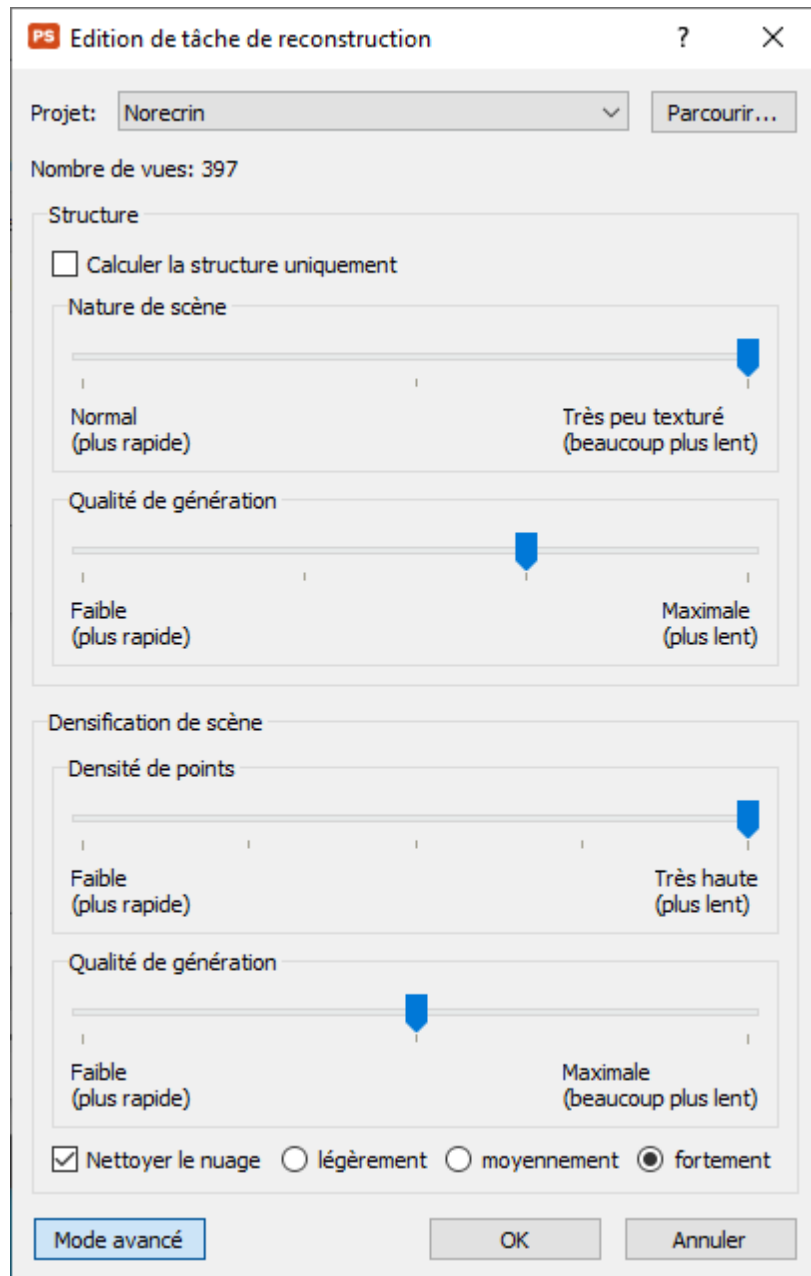 PS Edition de tâche de reconstruction ?
Projet: Norecrin Parcourir...
Nombre de vues: 397
Structure
Calculer la structure uniquement
Nature de scène
Normal Très peu texturé
(plus rapide) (beaucoup plus lent)
Qualité de génération
Faible Maximale
(plus rapide) (plus lent)
Densification de scène
Densité de points
Faible Très haute
(plus rapide) (plus lent)
Qualité de génération
Faible Maximale
(plus rapide) (beaucoup plus lent)
Nettoyer le nuage légèrement moyennement fortement
Mode avancé OK Annuler